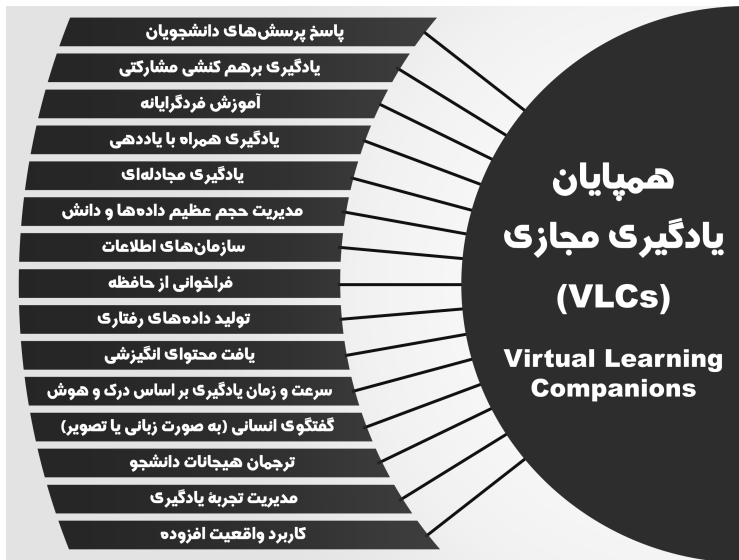 همپایان
یادگیری مجازی
(VLCs)
Virtual Learning
Companions
پاسخ پرسش‌های دانشجویان
یادگیری برهم کنشی مشارکتی
آموزش فردگرایانه
یادگیری همراه با یاددهی
یادگیری مجادله‌ای
مدیریت حجم عظیم داده‌ها و دانش
سازمان‌های اطلاعات
فراخوانی از حافظه
تولید داده‌های رفتاری
یافت محتوای انگیزشی
سرعت و زمان یادگیری بر اساس درک و هوش
گفتگوی انسانی (به صورت زبانی یا تصویر)
ترجمان هیجانات دانشجو
مدیریت تجربۀ یادگیری
کاربرد واقعیت افزوده